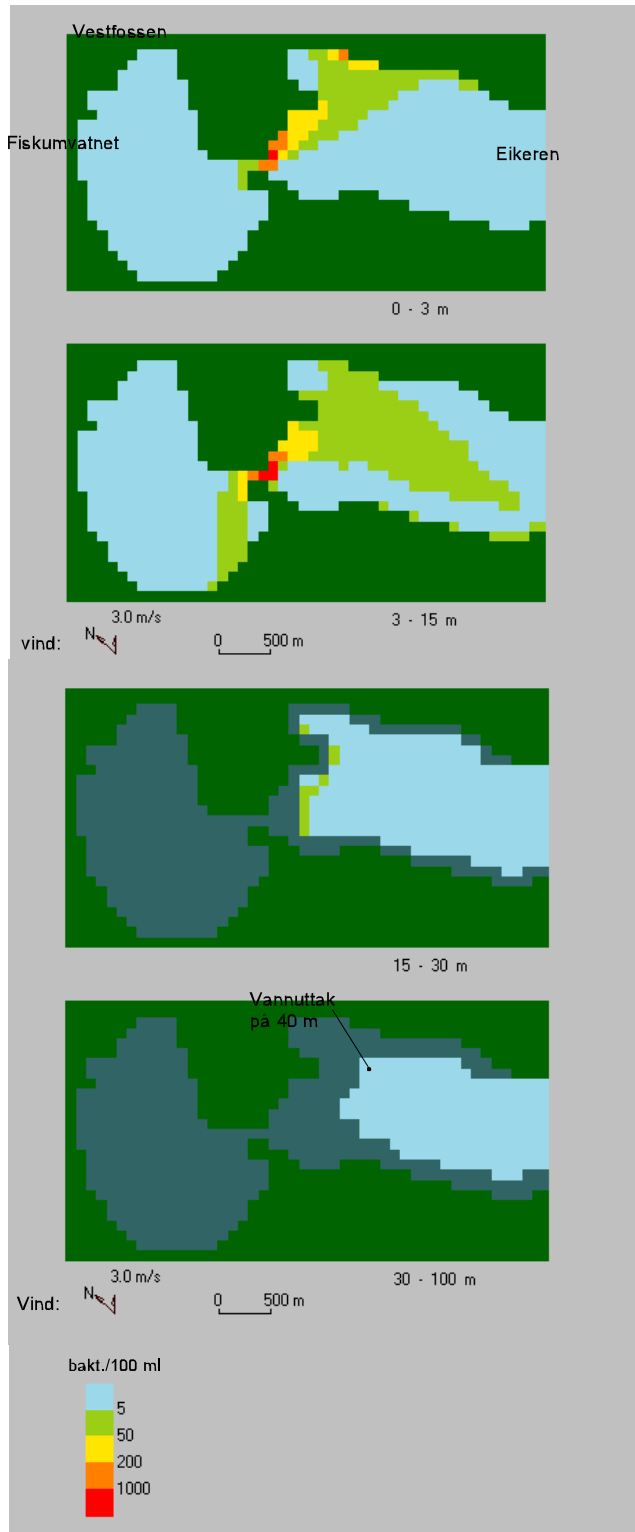 Vestfossen
Fiskumvatnet
Eikeren
0 - 3 m
3.0 m/s
3 - 15 m
vind:
N
0 500 m
15 - 30 m
Vannuttak
på 40 m
3.0 m/s
30 - 100 m
Vind:
N
0 500 m
bakt./100 ml
5
50
200
1000